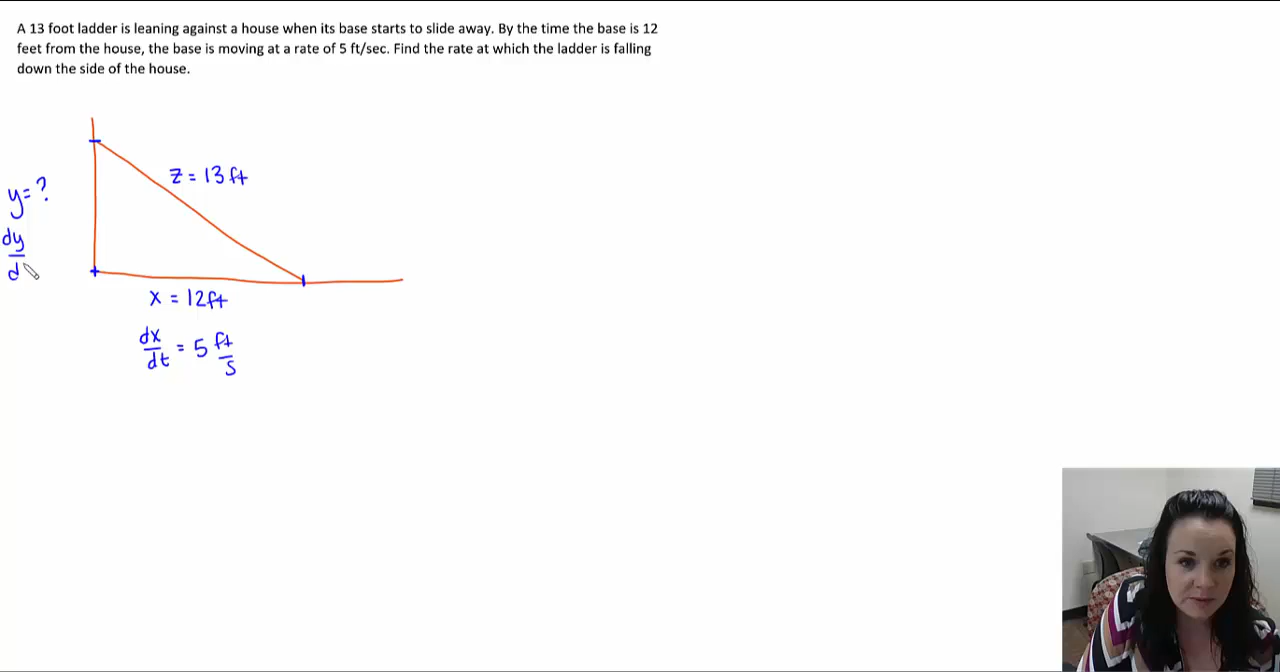 A 13 foot ladder is leaning against a house when its base starts to slide away. By the time the base is 12
feet from the house, the base is moving at a rate of 5 ft/sec. Find the rate at which the ladder is falling
down the side of the house.
z = 13 ft
y = ?
dy
d
x = 12 ft
dx
dt
= 5 ft
s